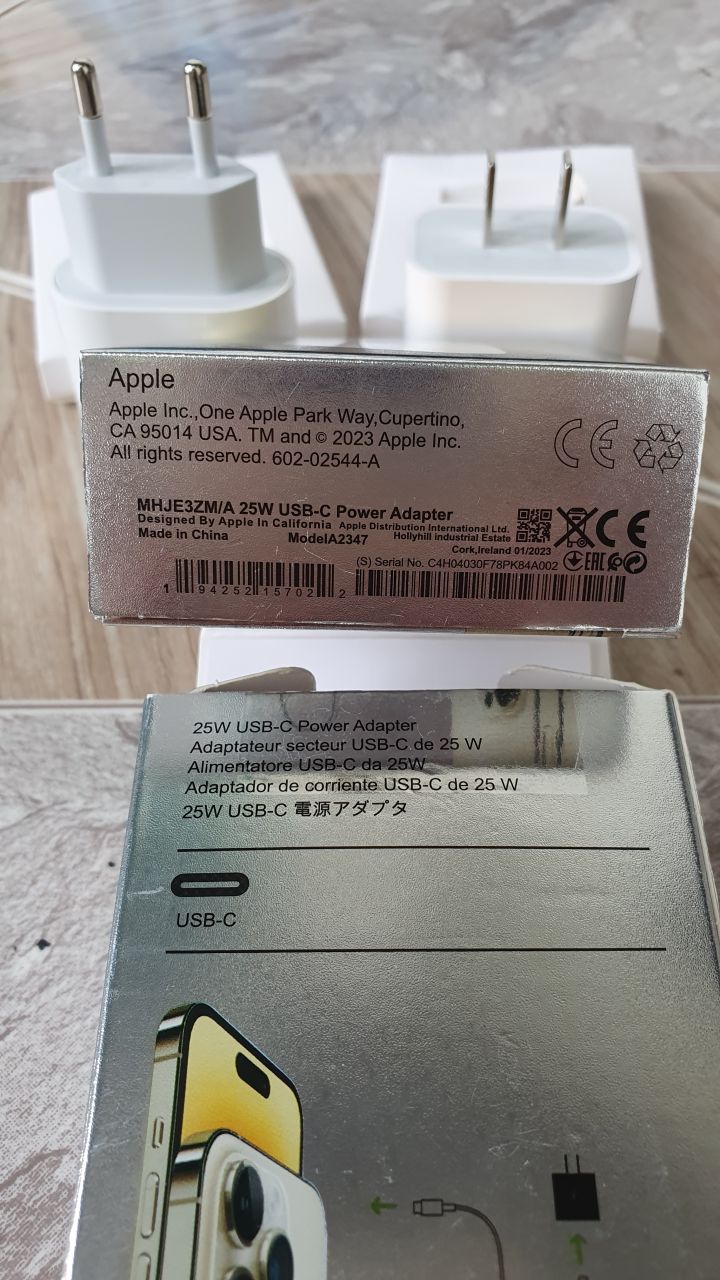 Apple
Apple Inc.,One Apple Park Way,Cupertino,
CA 95014 USA. TM and © 2023 Apple Inc.
All rights reserved. 602-02544-A
MHJE3ZM/A 25W USB-C Power Adapter
Designed By Apple In California Apple Distribution International Ltd.
Made in China ModelA2347 Hollyhill industrial Estate
Cork,Ireland 01/2023
(S) Serial No. C4H04030F78PK84A002
EAC
1 94252 15702 2
25W USB-C Power Adapter
Adaptateur secteur USB-C de 25 W
Alimentatore USB-C da 25W
Adaptador de corriente USB-C de 25 W
25W USB-C 電源アダプタ
USB-C